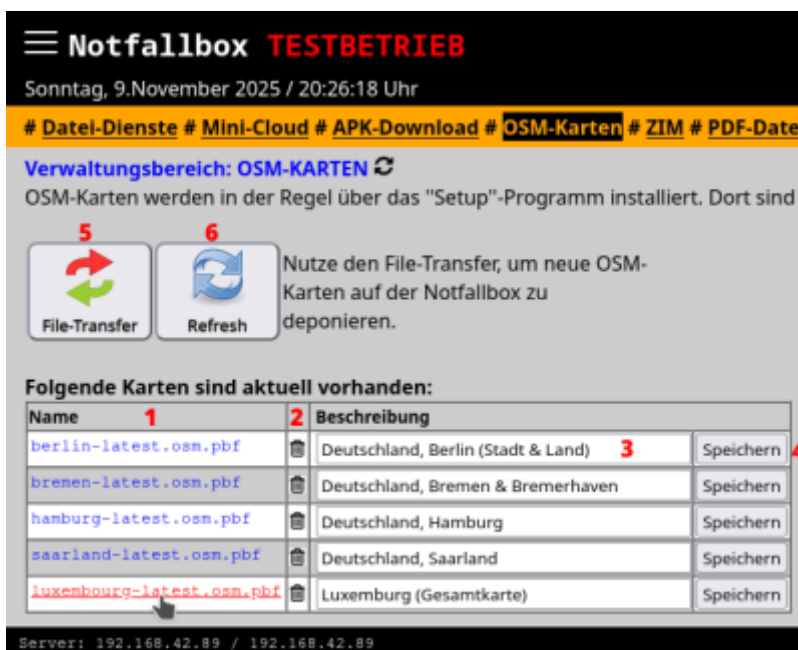 Notfallbox TESTBETRIEB
Sonntag, 9.November 2025 / 20:26:18 Uhr
# Datei-Dienste # Mini-Cloud # APK-Download # OSM-Karten # ZIM # PDF-Date
Verwaltungsbereich: OSM-KARTEN
OSM-Karten werden in der Regel über das "Setup"-Programm installiert. Dort sind
5 6
Nutze den File-Transfer, um neue OSM-
Karten auf der Notfallbox zu
deponieren.
File-Transfer Refresh
Folgende Karten sind aktuell vorhanden:
Name 1 2 Beschreibung
berlin-latest.osm.pbf Deutschland, Berlin (Stadt & Land) 3 Speichern 4
bremen-latest.osm.pbf Deutschland, Bremen & Bremerhaven Speichern
hamburg-latest.osm.pbf Deutschland, Hamburg Speichern
saarland-latest.osm.pbf Deutschland, Saarland Speichern
luxembourg-latest.osm.pbf Luxemburg (Gesamtkarte) Speichern
Server: 192.168.42.89 / 192.168.42.89